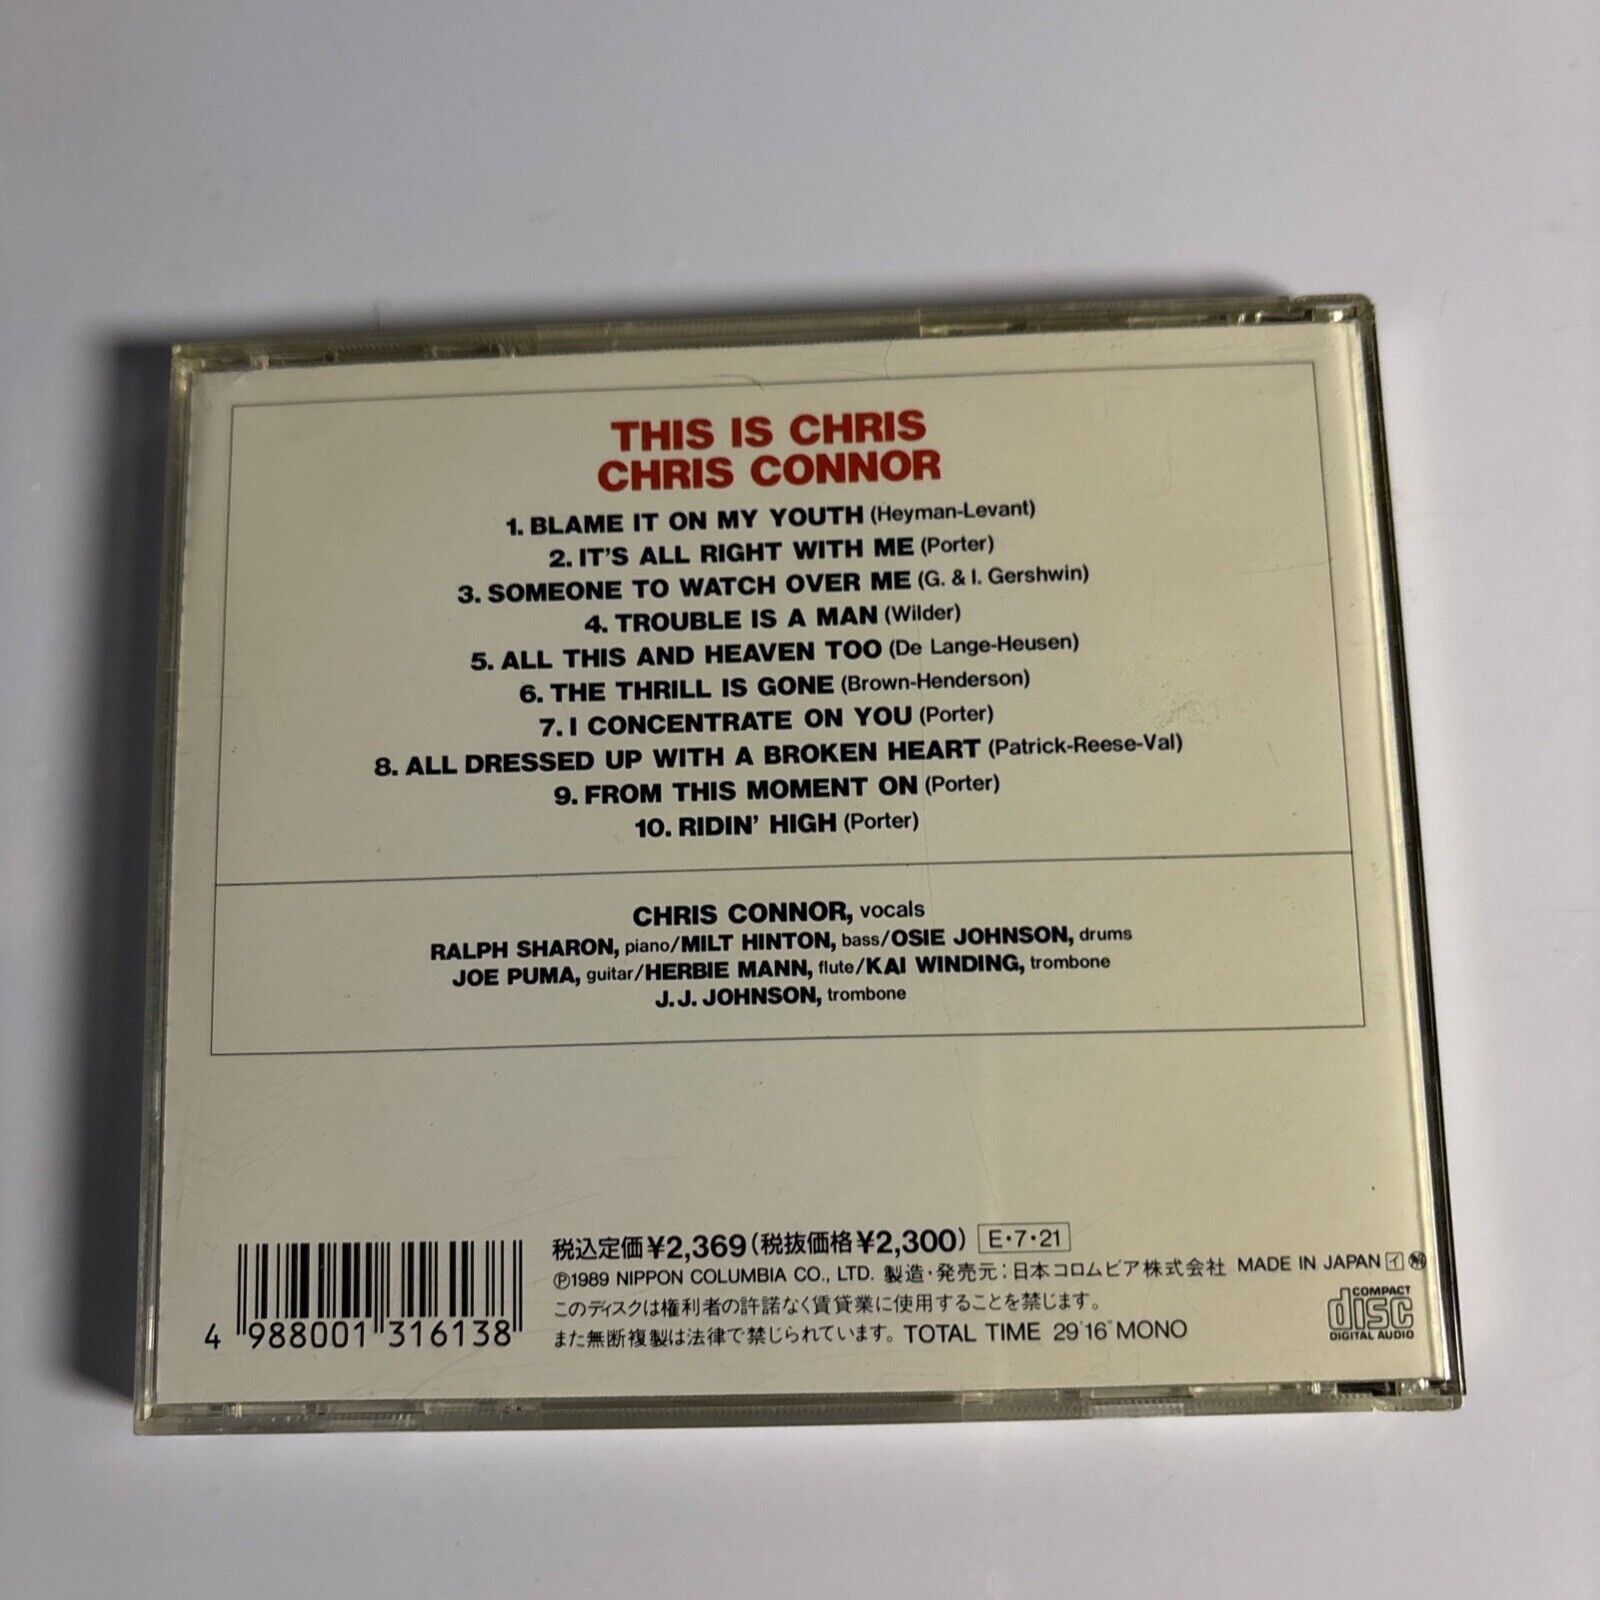 THIS IS CHRIS
CHRIS CONNOR
1. BLAME IT ON MY YOUTH (Heyman-Levant)
2. IT'S ALL RIGHT WITH ME (Porter)
3. SOMEONE TO WATCH OVER ME (G. & I. Gershwin)
4. TROUBLE IS A MAN (Wilder)
5. ALL THIS AND HEAVEN TOO (De Lange-Heusen)
6. THE THRILL IS GONE (Brown-Henderson)
7. I CONCENTRATE ON YOU (Porter)
8. ALL DRESSED UP WITH A BROKEN HEART (Patrick-Reese-Val)
9. FROM THIS MOMENT ON (Porter)
10. RIDIN' HIGH (Porter)
CHRIS CONNOR, vocals
RALPH SHARON, piano/MILT HINTON, bass/OSIE JOHNSON, drums
JOE PUMA, guitar/HERBIE MANN, flute/KAI WINDING, trombone
J.J. JOHNSON, trombone
税込定価¥2,369(税抜価格¥2,300) E・7・21
Ⓟ1989 NIPPON COLUMBIA CO., LTD. 製造・発売元:日本コロムビア株式会社 MADE IN JAPAN イ
このディスクは権利者の許諾なく賃貸業に使用することを禁じます。
また無断複製は法律で禁じられています。 TOTAL TIME 29'16" MONO
COMPACT
disc
DIGITAL AUDIO
4 988001 316138